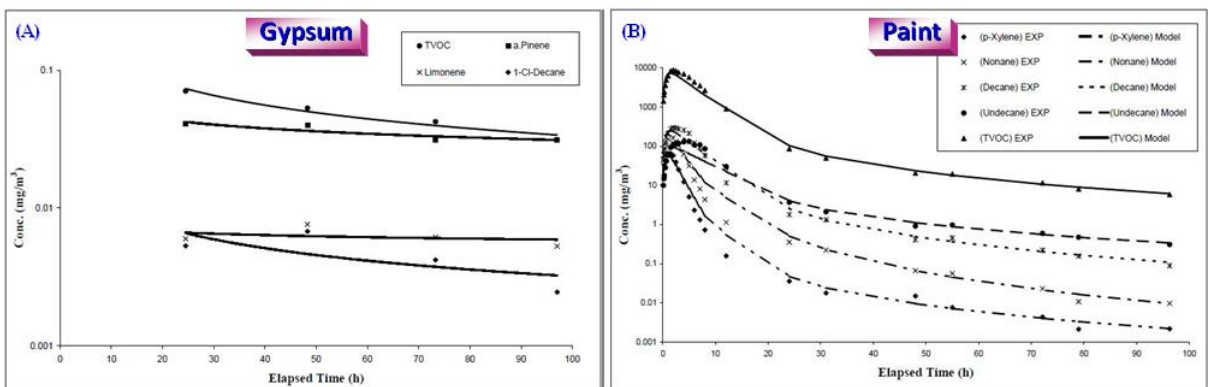 (A)
Gypsum
TVOC
a.Pinene
Limonene
1-Cl-Decane
Conc. (mg/m³)
0.1
0.01
0.001
0 10 20 30 40 50 60 70 80 90 100
Elapsed Time (h)
(B)
Paint
(p-Xylene) EXP
(p-Xylene) Model
(Nonane) EXP
(Nonane) Model
(Decane) EXP
(Decane) Model
(Undecane) EXP
(Undecane) Model
(TVOC) EXP
(TVOC) Model
Conc. (mg/m³)
10000
1000
100
10
1
0.1
0.01
0.001
0 10 20 30 40 50 60 70 80 90 100
Elapsed Time (h)